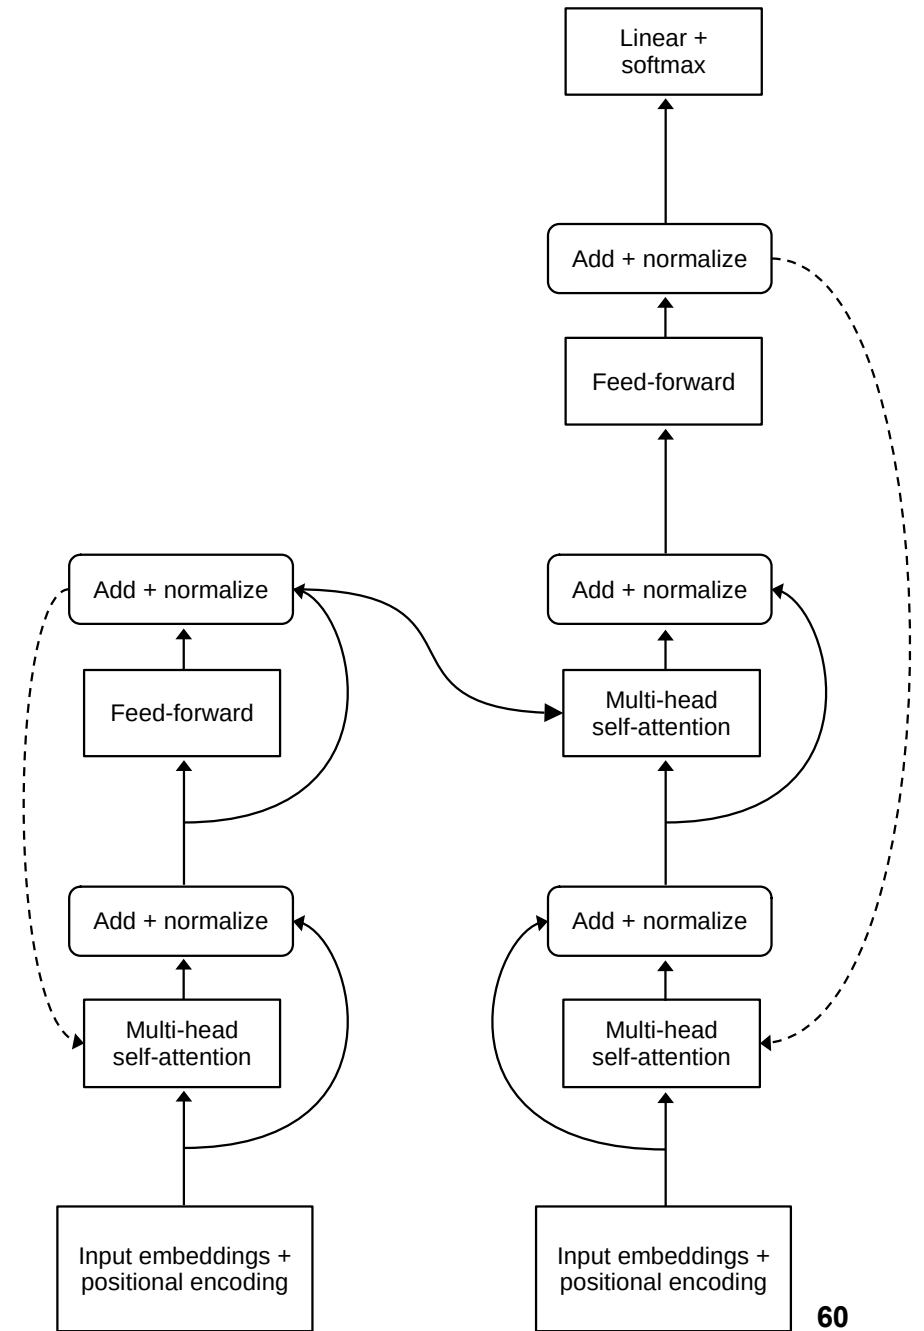 Linear +
softmax
Add + normalize
Feed-forward
Add + normalize
Add + normalize
Multi-head
self-attention
Feed-forward
Add + normalize
Add + normalize
Multi-head
self-attention
Multi-head
self-attention
Input embeddings +
positional encoding
Input embeddings +
positional encoding
60